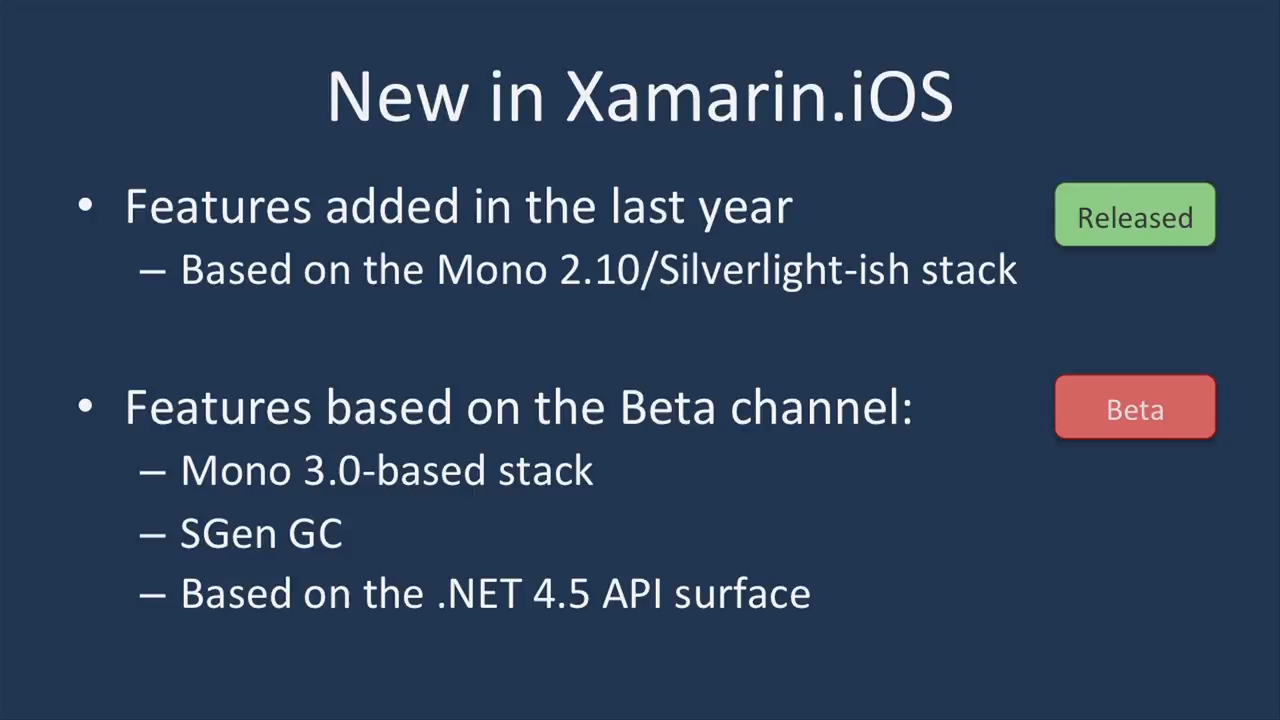 New in Xamarin.iOS
• Features added in the last year
Released
– Based on the Mono 2.10/Silverlight-ish stack
• Features based on the Beta channel:
Beta
– Mono 3.0-based stack
– SGen GC
– Based on the .NET 4.5 API surface